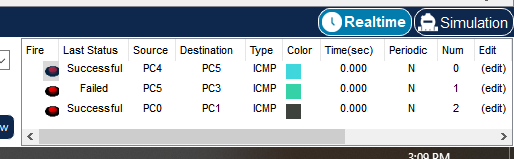 Realtime Simulation
Fire Last Status Source Destination Type Color Time(sec) Periodic Num Edit
Successful PC4 PC5 ICMP 0.000 N 0 (edit)
Failed PC5 PC3 ICMP 0.000 N 1 (edit)
Successful PC0 PC1 ICMP 0.000 N 2 (edit)
w
3:09 PM